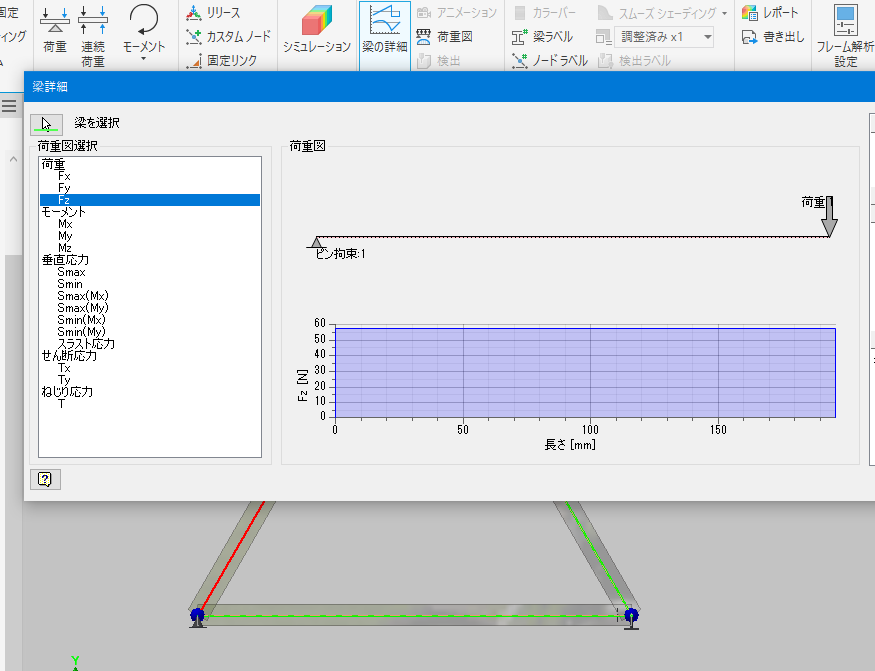 固定
荷重
連続
荷重
モーメント
リリース
カスタム ノード
固定リンク
シミュレーション
梁の詳細
アニメーション
荷重図
検出
カラーバー
梁ラベル
ノードラベル
スムーズ シェーディング
調整済み x1
検出ラベル
レポート
書き出し
フレーム解析
設定
梁詳細
梁を選択
荷重図選択
荷重
Fx
Fy
Fz
モーメント
Mx
My
Mz
垂直応力
Smax
Smin
Smax(Mx)
Smax(My)
Smin(Mx)
Smin(My)
スラスト応力
せん断応力
Tx
Ty
ねじり応力
T
荷重図
荷重:1
ピン拘束:1
60
50
40
30
20
10
0
Fz [N]
0
50
100
150
長さ [mm]
Y